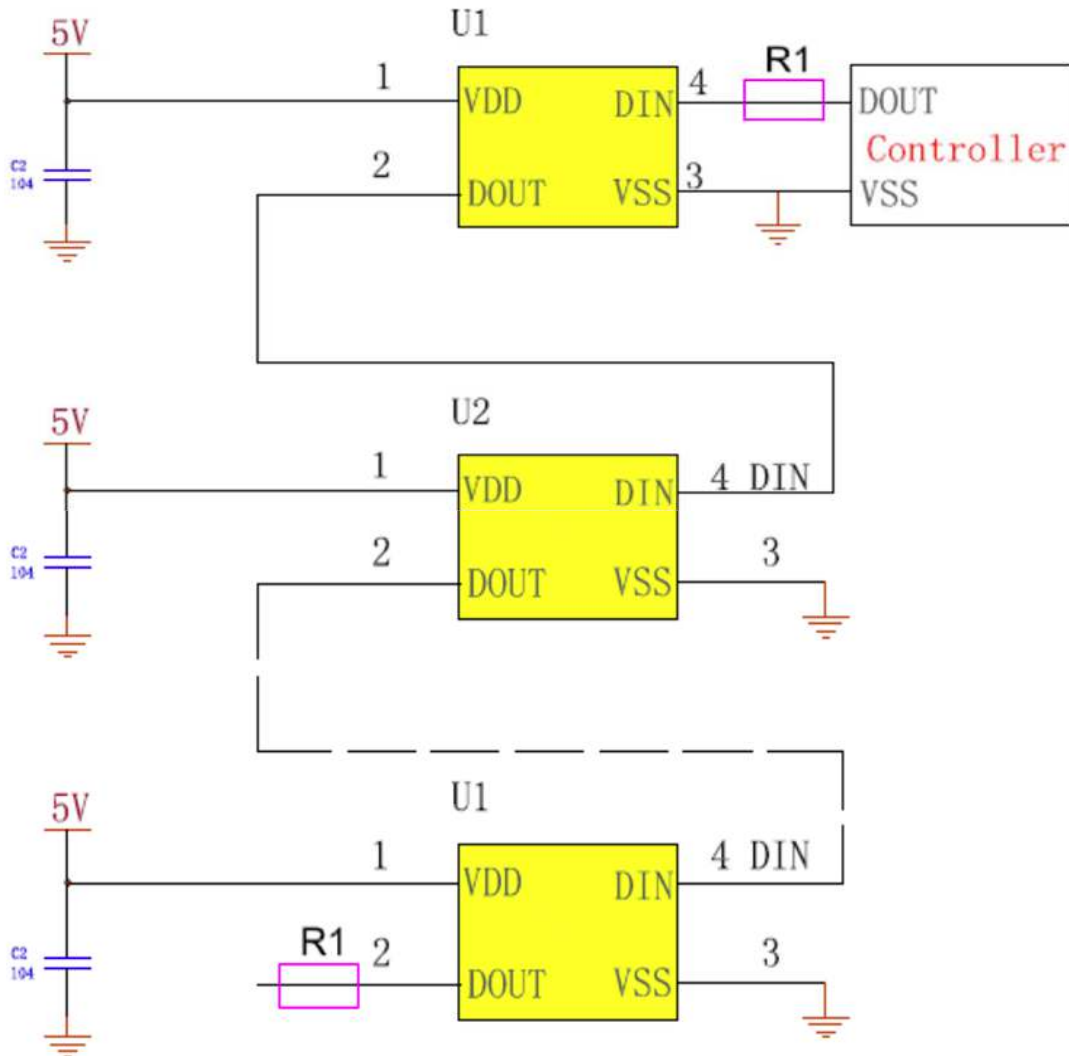 U1
5V
1
VDD
DIN
4
R1
DOUT
Controller
C2
104
2
DOUT
VSS
3
VSS
U2
5V
1
VDD
DIN
4 DIN
C2
104
2
DOUT
VSS
3
U1
5V
1
VDD
DIN
4 DIN
C2
104
R1
2
DOUT
VSS
3